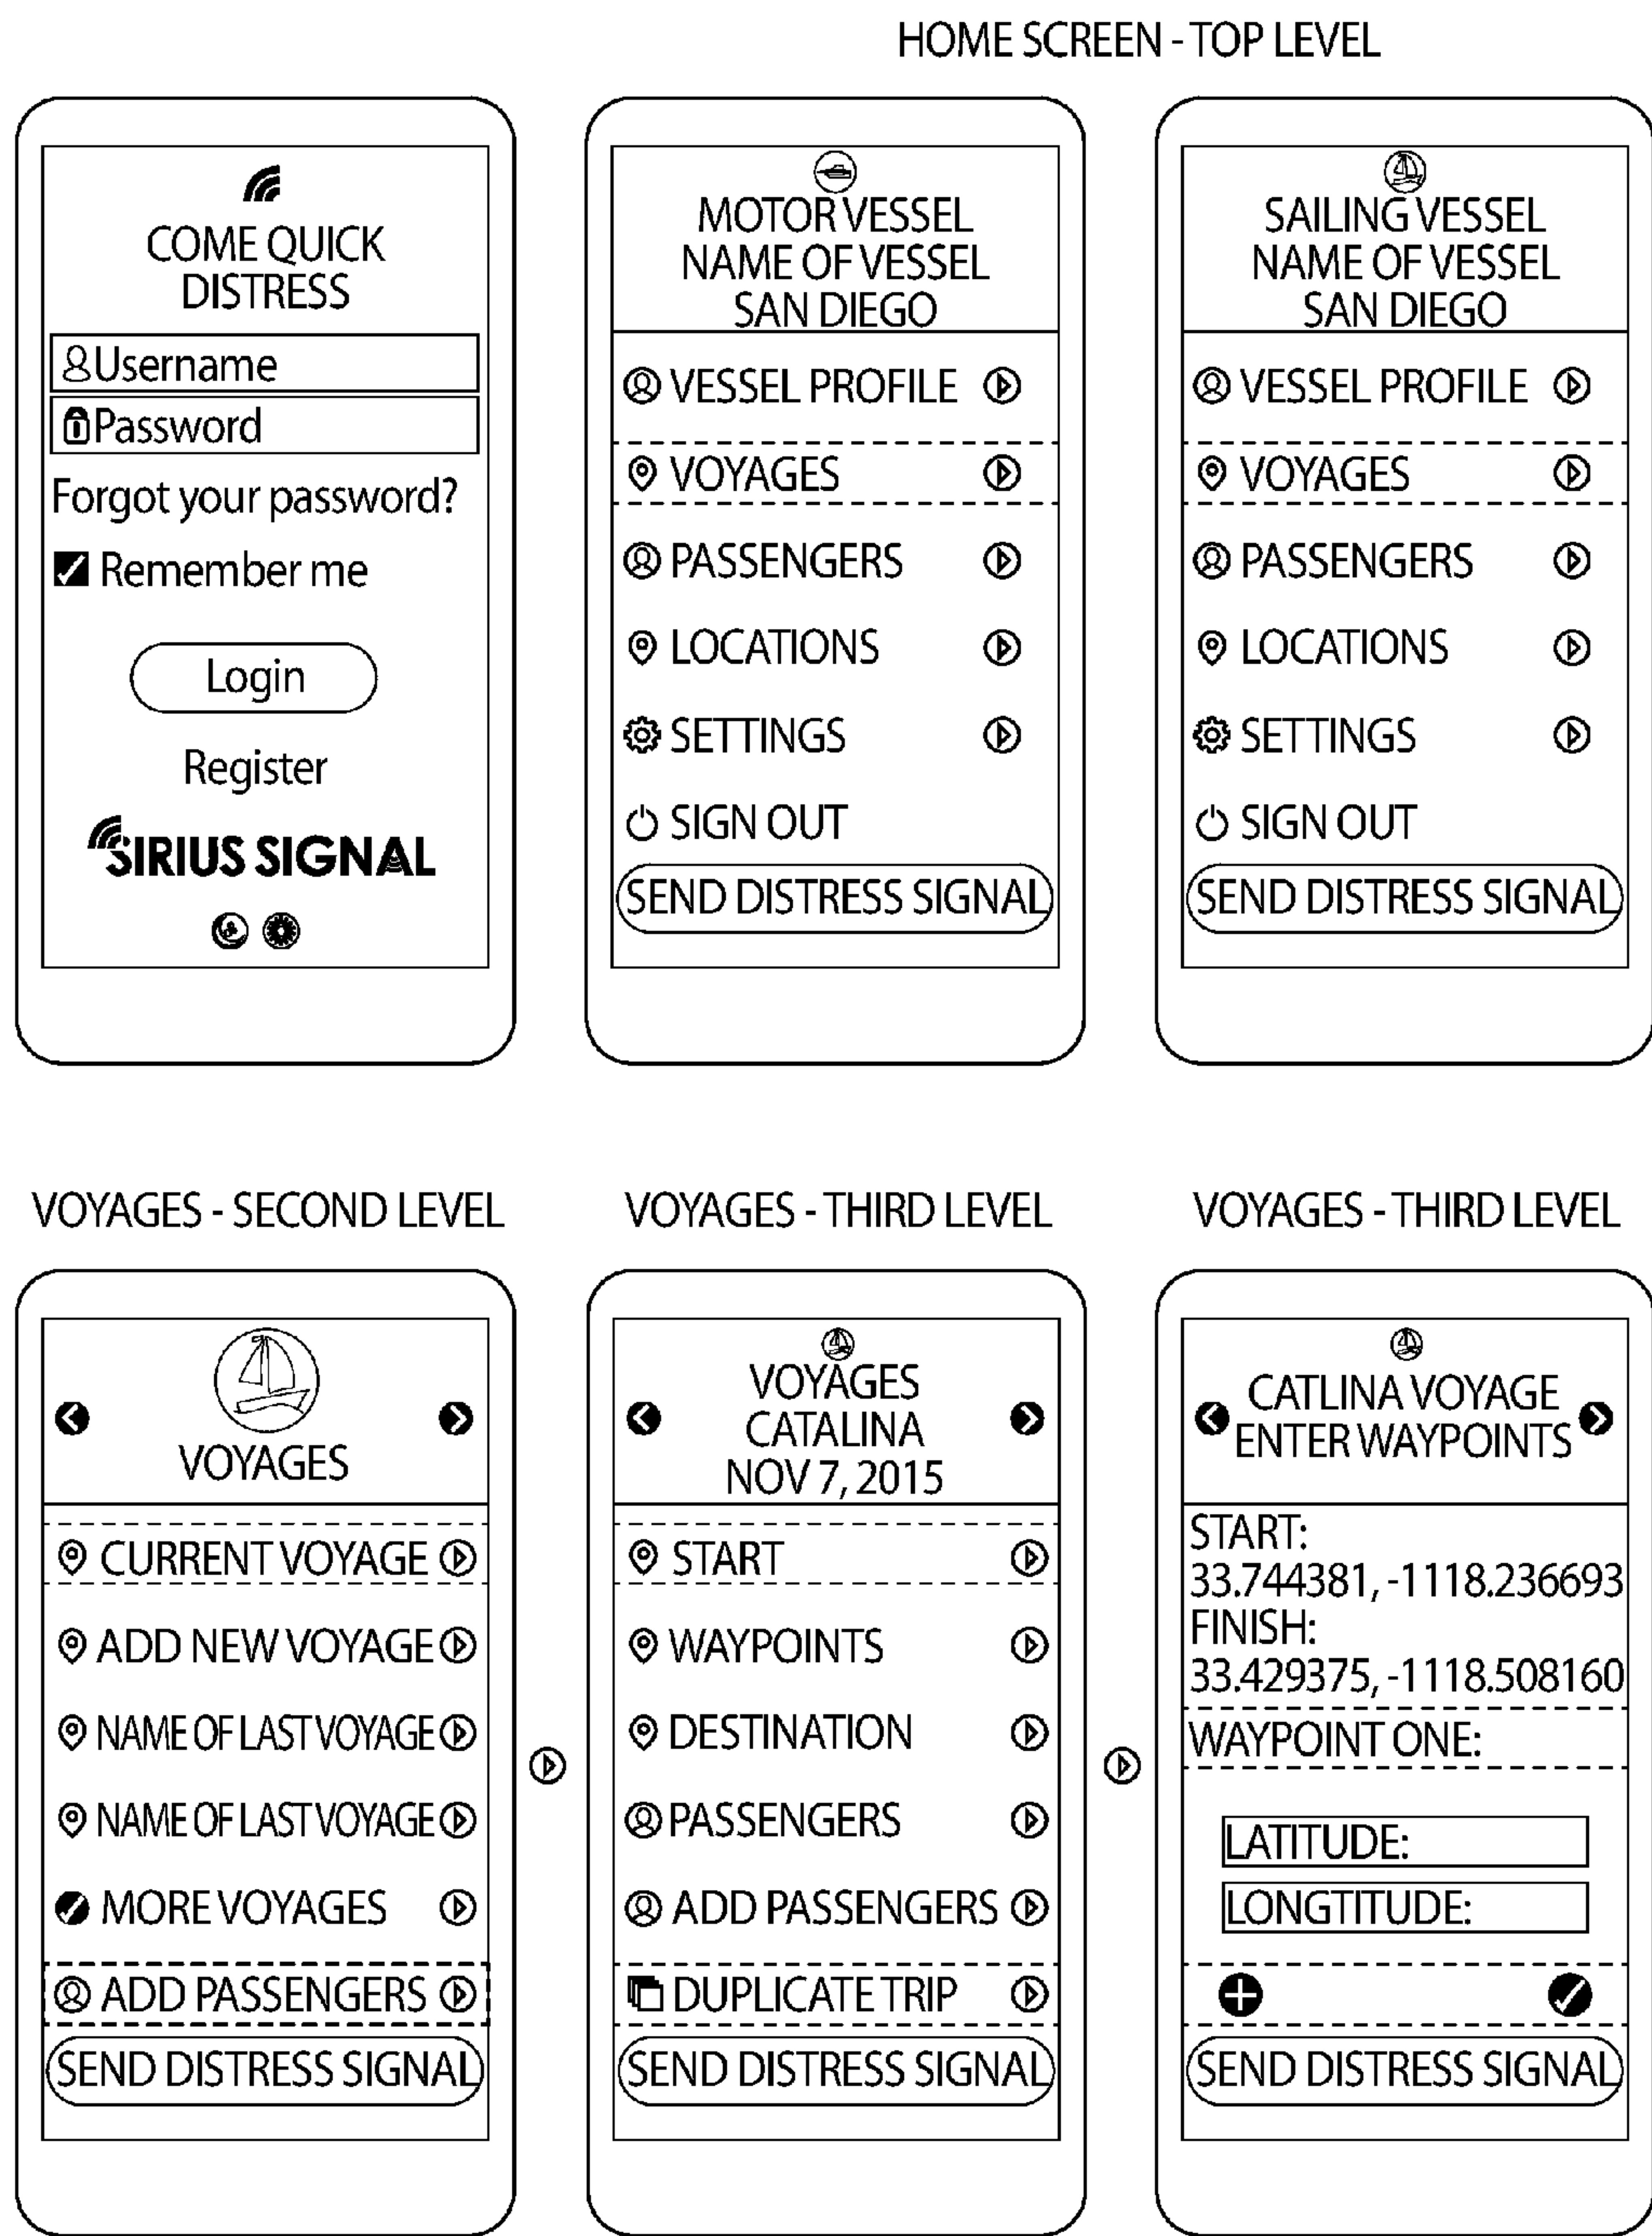 HOME SCREEN - TOP LEVEL
COME QUICK
DISTRESS
Username
Password
Forgot your password?
Remember me
Login
Register
SIRIUS SIGNAL
MOTOR VESSEL
NAME OF VESSEL
SAN DIEGO
VESSEL PROFILE
VOYAGES
PASSENGERS
LOCATIONS
SETTINGS
SIGN OUT
SEND DISTRESS SIGNAL
SAILING VESSEL
NAME OF VESSEL
SAN DIEGO
VESSEL PROFILE
VOYAGES
PASSENGERS
LOCATIONS
SETTINGS
SIGN OUT
SEND DISTRESS SIGNAL
VOYAGES - SECOND LEVEL
VOYAGES
CURRENT VOYAGE
ADD NEW VOYAGE
NAME OF LAST VOYAGE
NAME OF LAST VOYAGE
MORE VOYAGES
ADD PASSENGERS
SEND DISTRESS SIGNAL
VOYAGES - THIRD LEVEL
VOYAGES
CATALINA
NOV 7, 2015
START
WAYPOINTS
DESTINATION
PASSENGERS
ADD PASSENGERS
DUPLICATE TRIP
SEND DISTRESS SIGNAL
VOYAGES - THIRD LEVEL
CATLINA VOYAGE
ENTER WAYPOINTS
START:
33.744381, -1118.236693
FINISH:
33.429375, -1118.508160
WAYPOINT ONE:
LATITUDE:
LONGTITUDE:
SEND DISTRESS SIGNAL